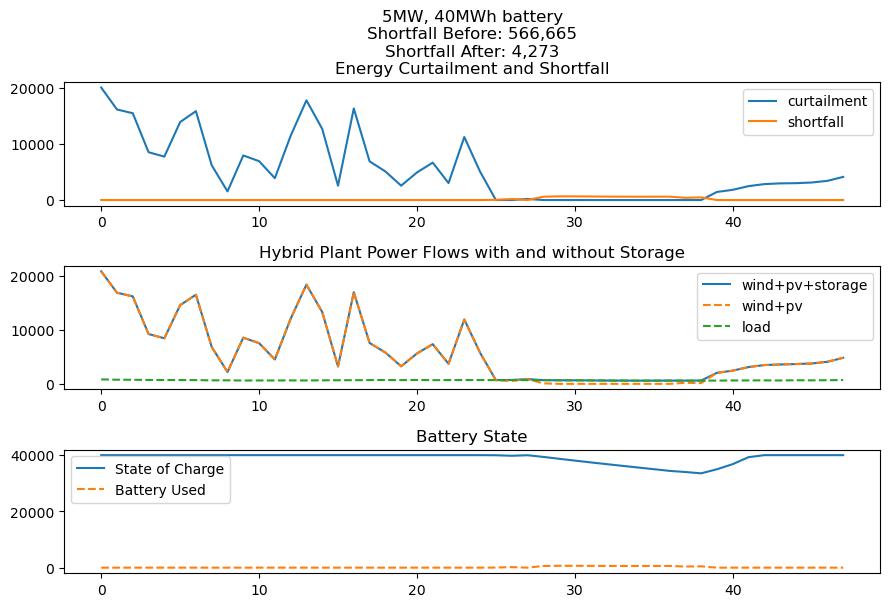 5MW, 40MWh battery
Shortfall Before: 566,665
Shortfall After: 4,273
Energy Curtailment and Shortfall
20000
10000
0
curtailment
shortfall
0 10 20 30 40
Hybrid Plant Power Flows with and without Storage
20000
10000
0
wind+pv+storage
wind+pv
load
0 10 20 30 40
Battery State
40000
20000
0
State of Charge
Battery Used
0 10 20 30 40